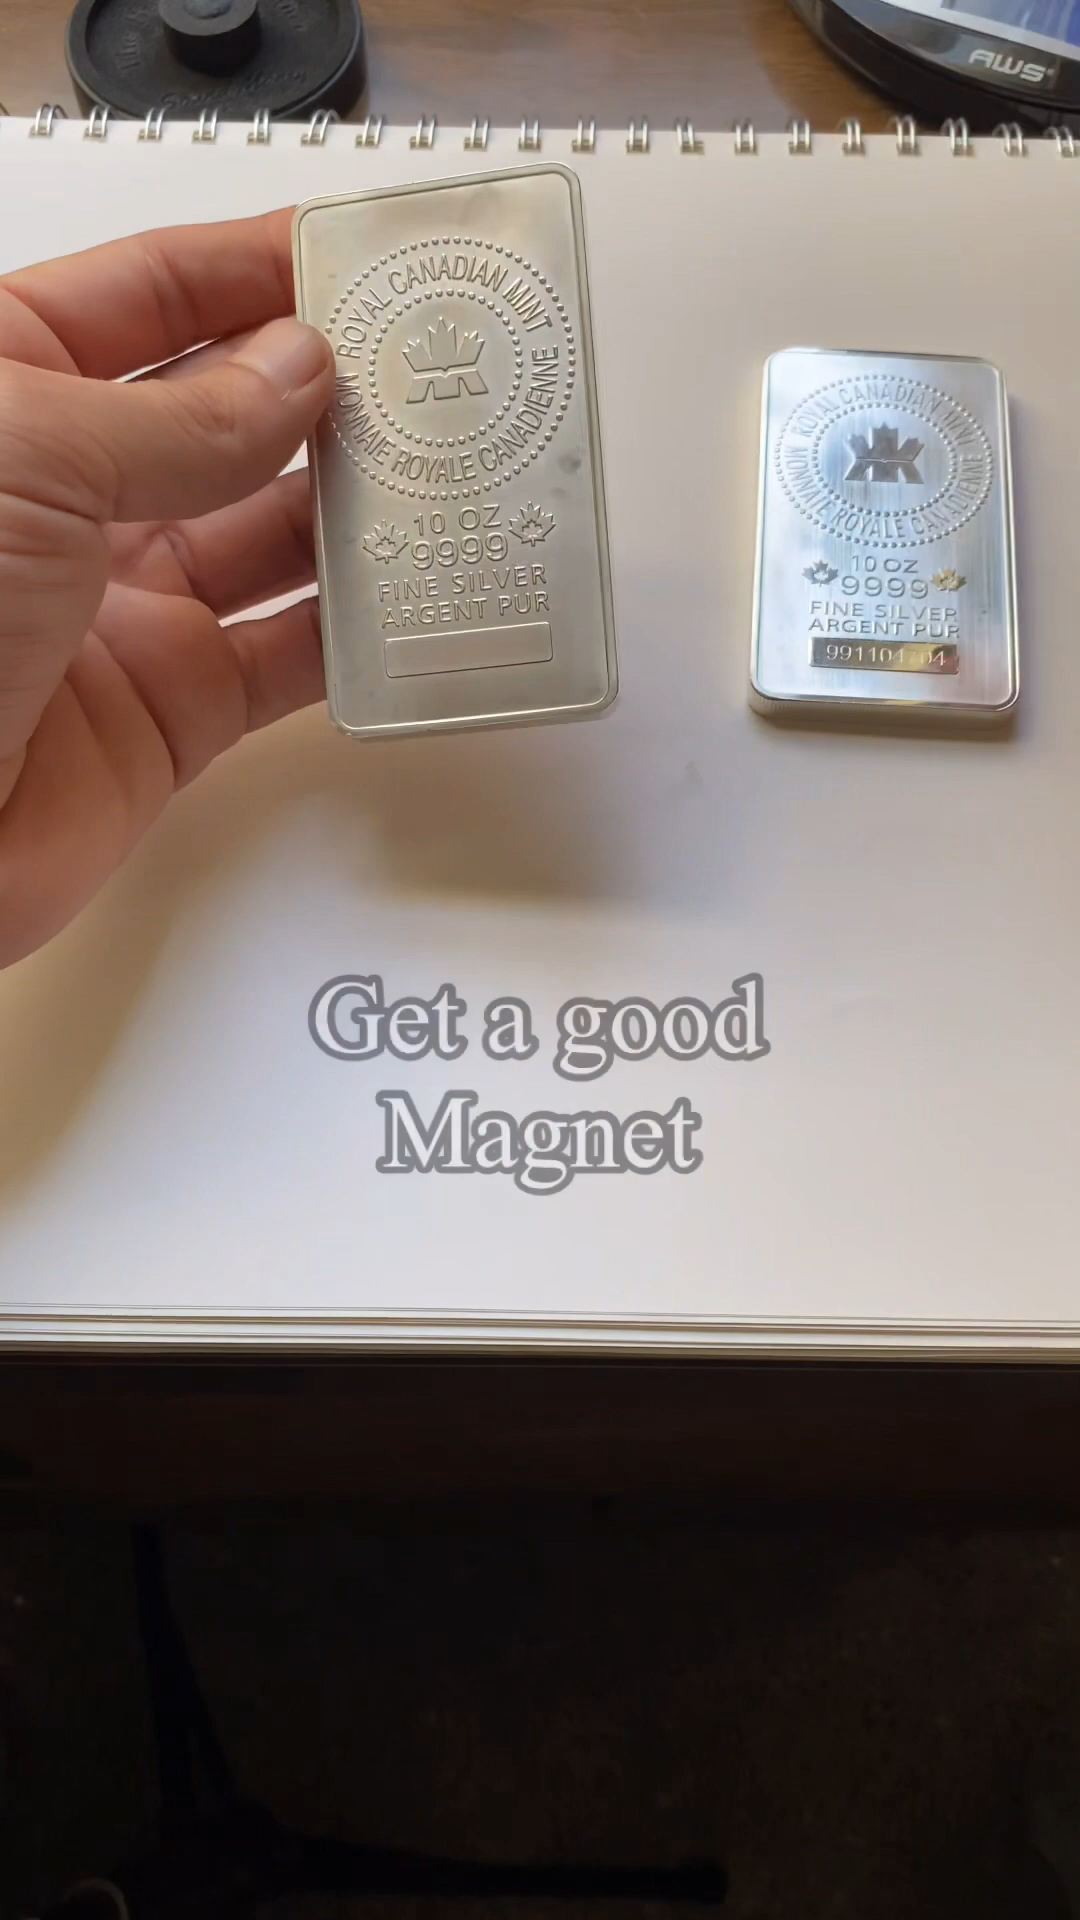 AWS
ROYAL CANADIAN MINT
MONNAIE ROYALE CANADIENNE
10 OZ
9999
FINE SILVER
ARGENT PUR
ROYAL CANADIAN MINT
MONNAIE ROYALE CANADIENNE
10 OZ
9999
FINE SILVER
ARGENT PUR
991104704
Get a good
Magnet